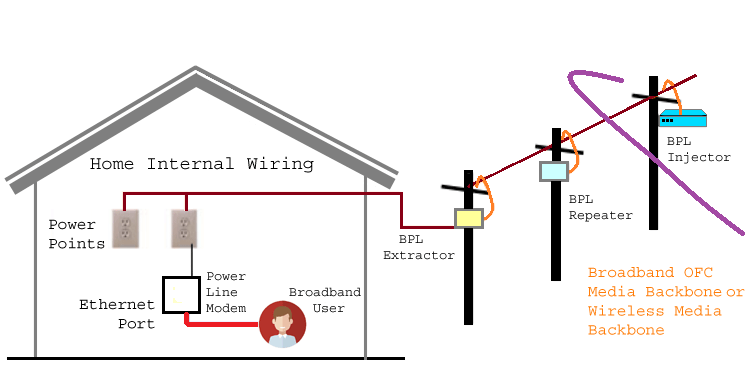 Home Internal Wiring
Power
Points
Ethernet
Port
Power
Line
Modem
Broadband
User
BPL
Extractor
BPL
Repeater
BPL
Injector
Broadband OFC
Media Backbone or
Wireless Media
Backbone